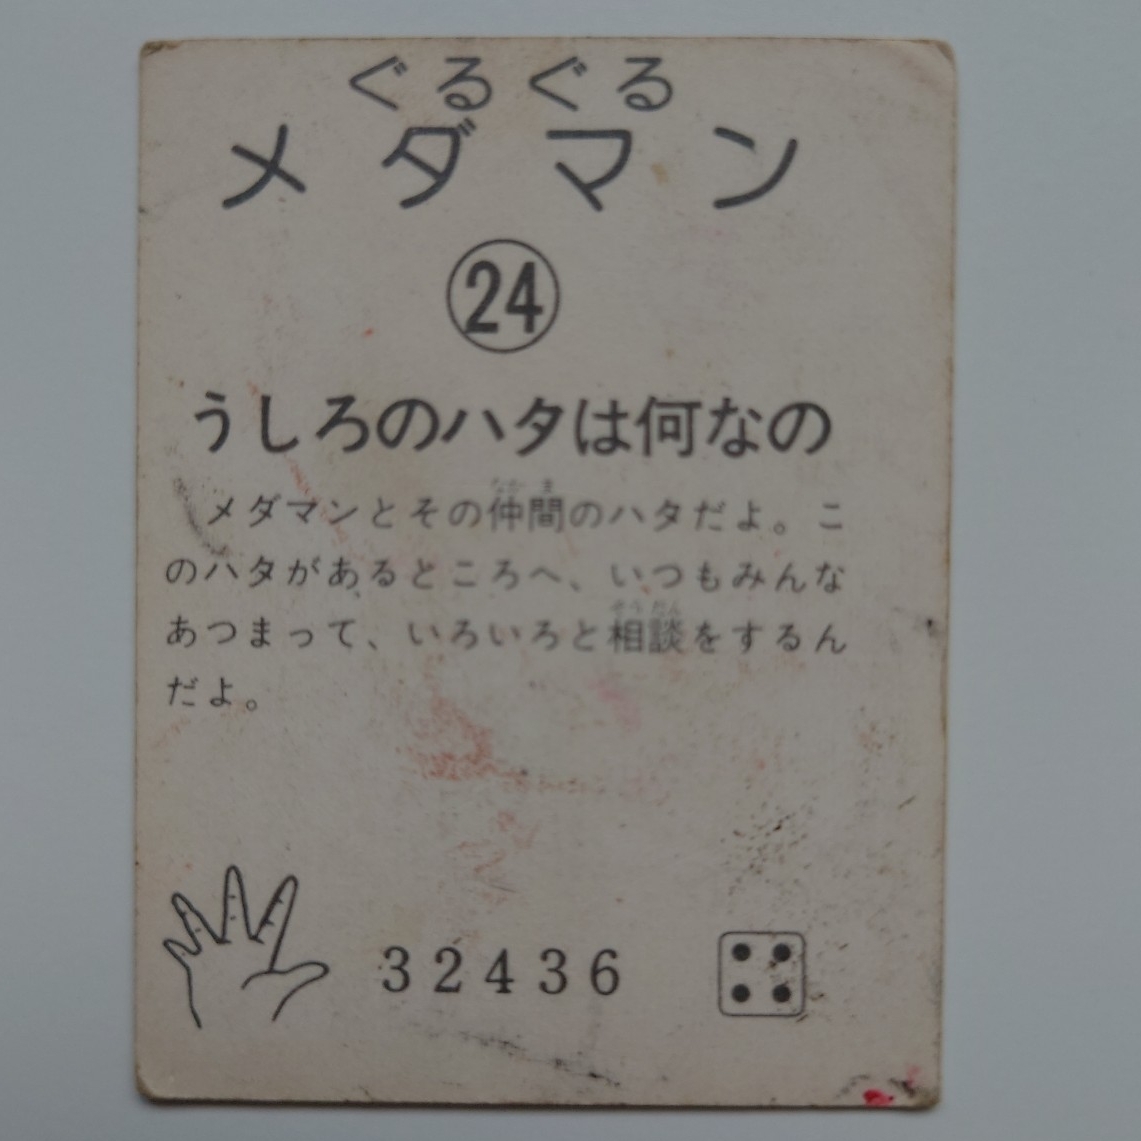 ぐるぐる
メダマン
24
うしろのハタは何なの
メダマンとその仲間のハタだよ。こ
のハタがあるところへ、いつもみんな
あつまって、いろいろと相談をするん
だよ。
32436